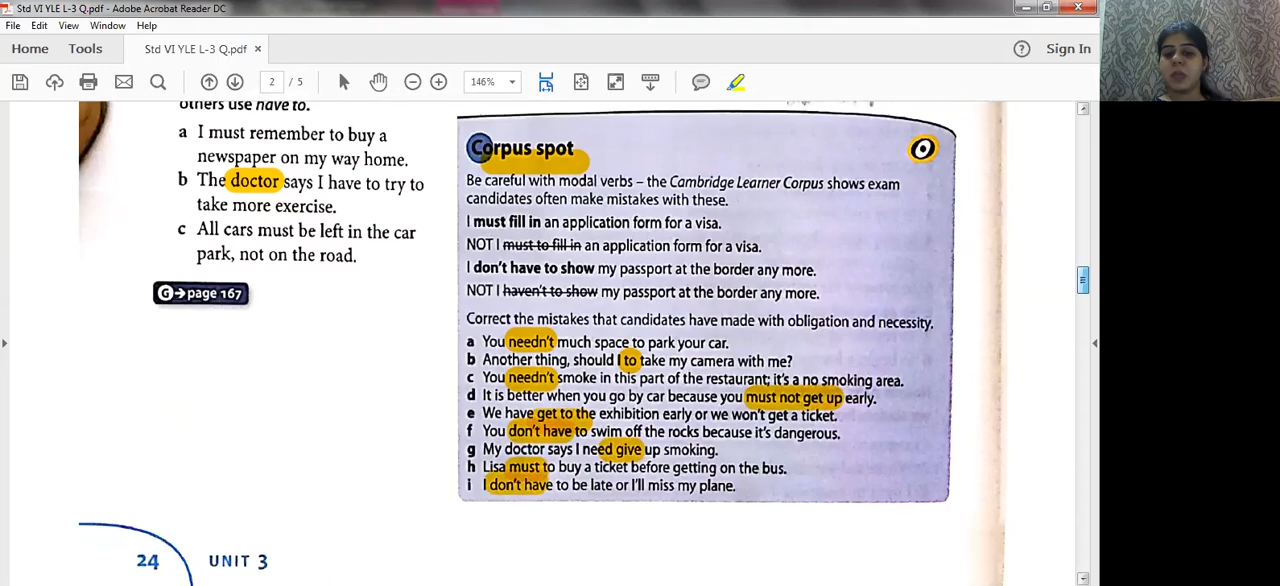 Std VI YLE L-3 Q.pdf - Adobe Acrobat Reader DC
File Edit View Window Help
Home Tools Std VI YLE L-3 Q.pdf × Sign In
2 / 5 146%
others use have to.
a I must remember to buy a
newspaper on my way home.
b The doctor says I have to try to
take more exercise.
c All cars must be left in the car
park, not on the road.
G→page 167
Corpus spot
Be careful with modal verbs – the Cambridge Learner Corpus shows exam
candidates often make mistakes with these.
I must fill in an application form for a visa.
NOT I must to fill in an application form for a visa.
I don't have to show my passport at the border any more.
NOT I haven't to show my passport at the border any more.
Correct the mistakes that candidates have made with obligation and necessity.
a You needn't much space to park your car.
b Another thing, should I to take my camera with me?
c You needn't smoke in this part of the restaurant; it's a no smoking area.
d It is better when you go by car because you must not get up early.
e We have get to the exhibition early or we won't get a ticket.
f You don't have to swim off the rocks because it's dangerous.
g My doctor says I need give up smoking.
h Lisa must to buy a ticket before getting on the bus.
i I don't have to be late or I'll miss my plane.
24 UNIT 3